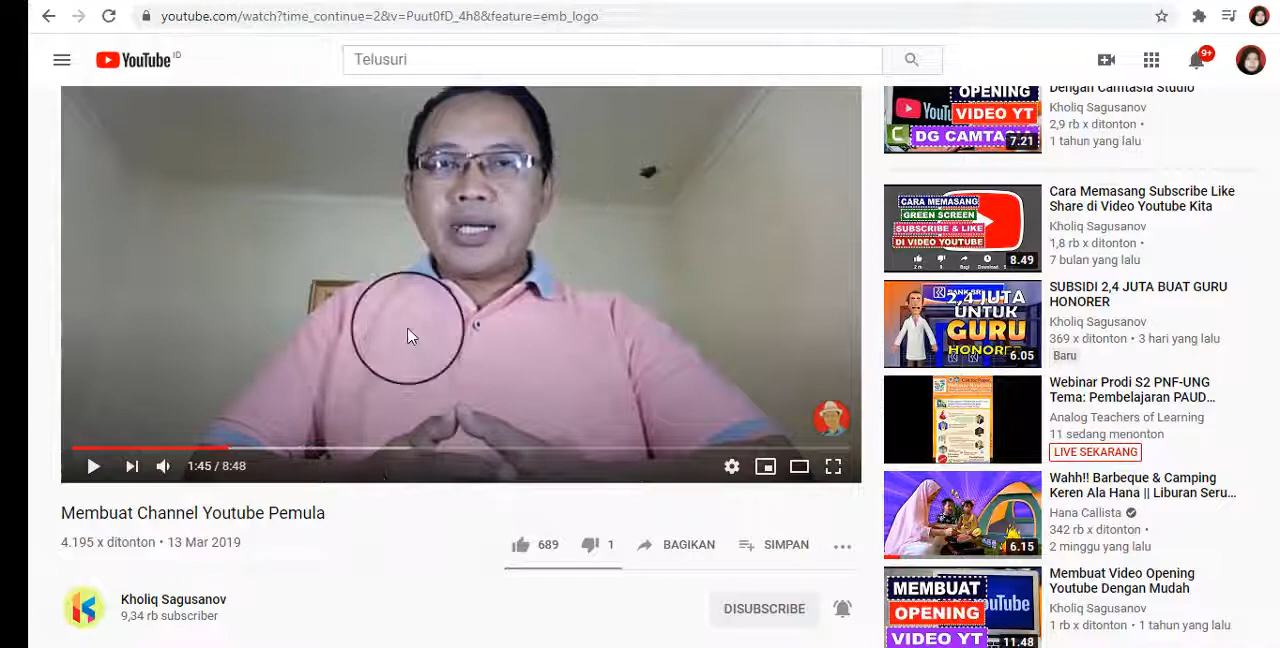 youtube.com/watch?time_continue=2&v=Puut0fD_4h8&feature=emb_logo
YouTube ID
Telusuri
9+
1:45 / 8:48
Membuat Channel Youtube Pemula
4.195 x ditonton • 13 Mar 2019
689
1
BAGIKAN
SIMPAN
Kholiq Sagusanov
9,34 rb subscriber
DISUBSCRIBE
OPENING
VIDEO YT
DG CAMTASIA
7.21
Dengan Camtasia Studio
Kholiq Sagusanov
2,9 rb x ditonton •
1 tahun yang lalu
CARA MEMASANG
GREEN SCREEN
SUBSCRIBE & LIKE
DI VIDEO YOUTUBE
8.49
Cara Memasang Subscribe Like
Share di Video Youtube Kita
Kholiq Sagusanov
1,8 rb x ditonton •
7 bulan yang lalu
2,4 JUTA
UNTUK
GURU
HONORER
6.05
SUBSIDI 2,4 JUTA BUAT GURU
HONORER
Kholiq Sagusanov
369 x ditonton • 3 hari yang lalu
Baru
Webinar Prodi S2 PNF-UNG
Tema: Pembelajaran PAUD...
Analog Teachers of Learning
11 sedang menonton
LIVE SEKARANG
6.15
Wahh!! Barbeque & Camping
Keren Ala Hana || Liburan Seru...
Hana Callista
342 rb x ditonton •
2 minggu yang lalu
MEMBUAT
OPENING
VIDEO YT
11.48
Membuat Video Opening
Youtube Dengan Mudah
Kholiq Sagusanov
1 rb x ditonton • 1 tahun yang lalu